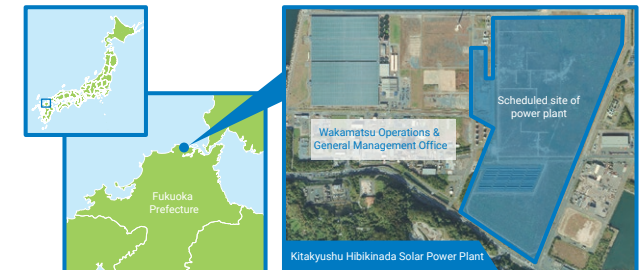 Fukuoka
Prefecture
Wakamatsu Operations &
General Management Office
Scheduled site of
power plant
Kitakyushu Hibikinada Solar Power Plant